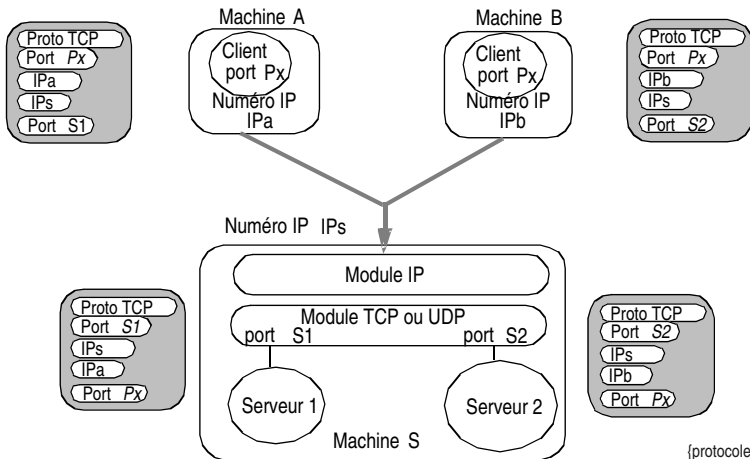 Machine A
Machine B
Proto TCP
Port Px
IPa
IPs
Port S1
Client
port Px
Numéro IP
IPa
Client
port Px
Numéro IP
IPb
Proto TCP
Port Px
IPb
IPs
Port S2
Numéro IP IPs
Module IP
Module TCP ou UDP
port S1
port S2
Serveur 1
Serveur 2
Machine S
Proto TCP
Port S1
IPs
IPa
Port Px
Proto TCP
Port S2
IPs
IPb
Port Px
{protocole